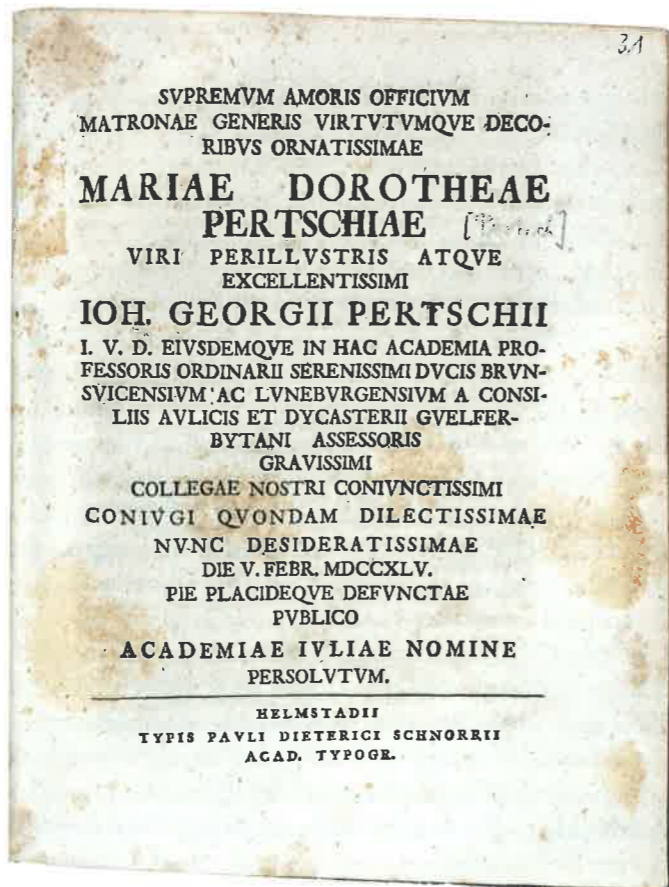 3.1
SVPREMVM AMORIS OFFICIVM
MATRONAE GENERIS VIRTVTVMQVE DECO-
RIBVS ORNATISSIMAE
MARIAE DOROTHEAE
PERTSCHIAE
VIRI PERILLVSTRIS ATQVE
EXCELLENTISSIMI
IOH. GEORGII PERTSCHII
I. V. D. EIVSDEMQVE IN HAC ACADEMIA PRO-
FESSORIS ORDINARII SERENISSIMI DVCIS BRVN-
SVICENSIVM AC LVNEBVRGENSIVM A CONSI-
LIIS AVLICIS ET DYCASTERII GVELFER-
BYTANI ASSESSORIS
GRAVISSIMI
COLLEGAE NOSTRI CONIVNCTISSIMI
CONIVGI QVONDAM DILECTISSIMAE
NVNC DESIDERATISSIMAE
DIE V. FEBR. MDCCXLV.
PIE PLACIDEQVE DEFVNCTAE
PVBLICO
ACADEMIAE IVLIAE NOMINE
PERSOLVTVM.
HELMSTADII
TYPIS PAVLI DIETERICI SCHNORRII
ACAD. TYPOGR.